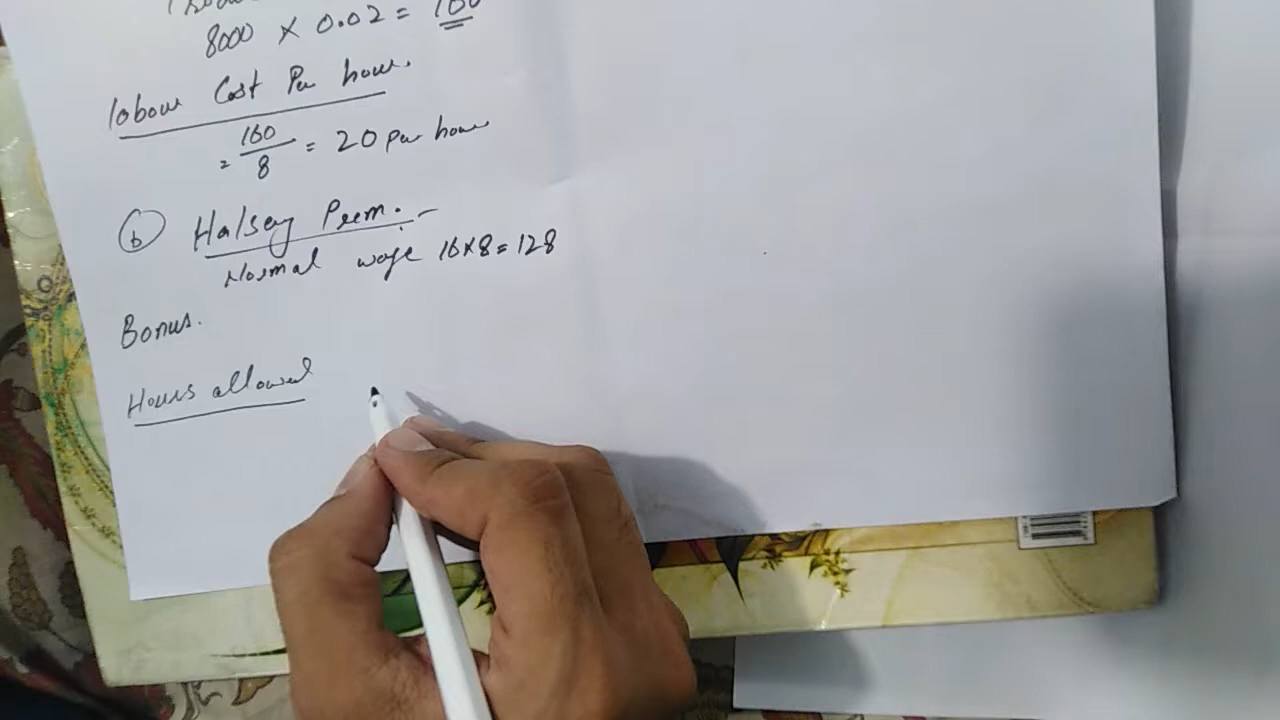 8000 × 0.02 = 160
labour Cost Per hour.
= 160/8 = 20 per hour
(b) Halsey Prem. -
Normal wage 16×8=128
Bonus.
Hours allowed